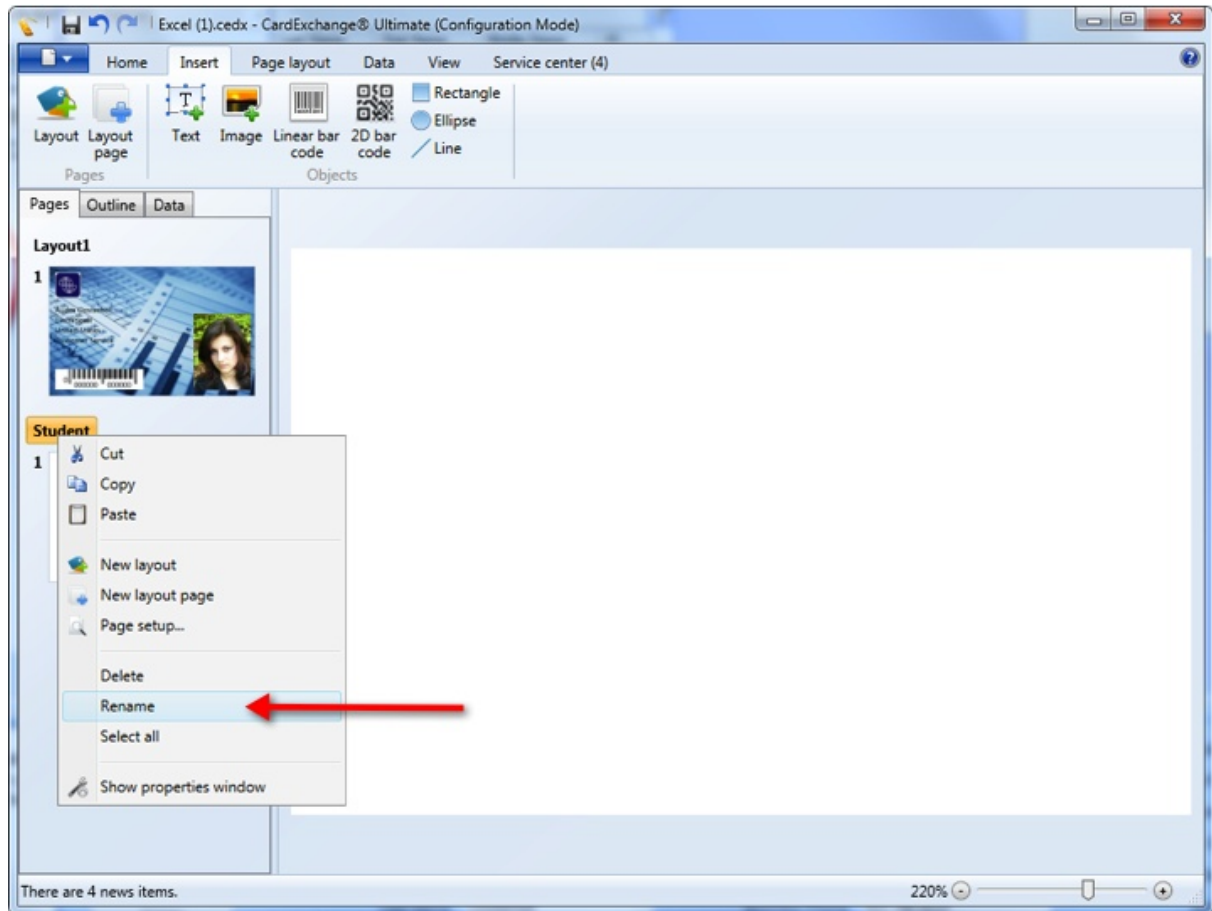 Excel (1).cedx - CardExchange® Ultimate (Configuration Mode)
Home Insert Page layout Data View Service center (4)
Layout
Layout page
Text
Image
Linear bar code
2D bar code
Rectangle
Ellipse
Line
Pages
Objects
Pages Outline Data
Layout1
1
000000 000000
Student
1
Cut
Copy
Paste
New layout
New layout page
Page setup...
Delete
Rename
Select all
Show properties window
There are 4 news items.
220%